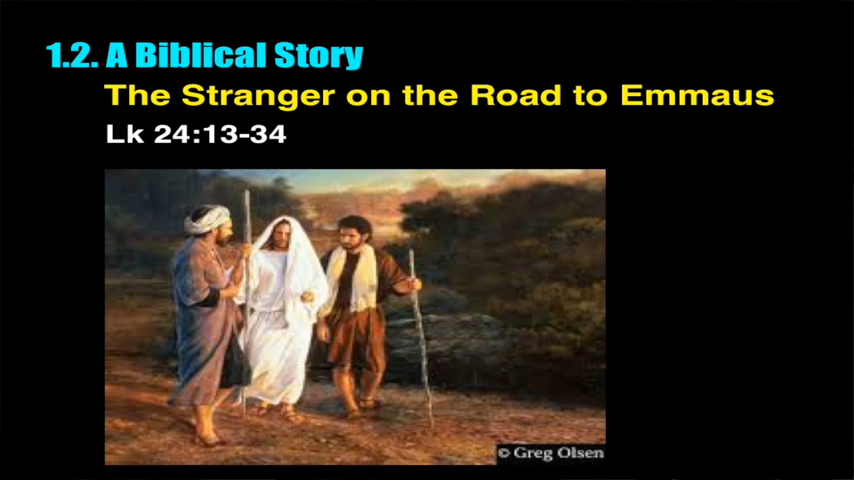 1.2. A Biblical Story
The Stranger on the Road to Emmaus
Lk 24:13-34
© Greg Olsen